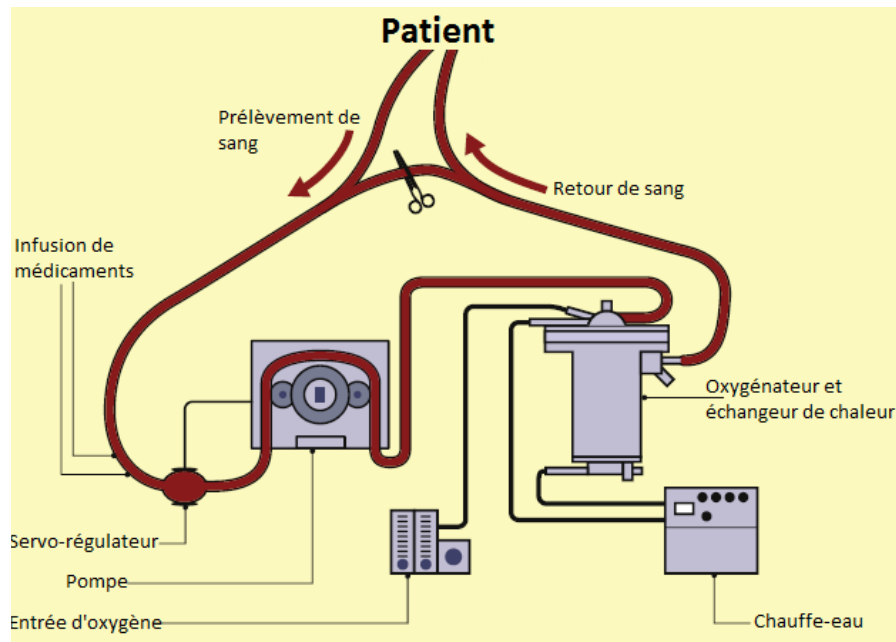 Patient
Prélèvement de
sang
Retour de sang
Infusion de
médicaments
Oxygénateur et
échangeur de chaleur
Servo-régulateur
Pompe
Entrée d'oxygène
Chauffe-eau